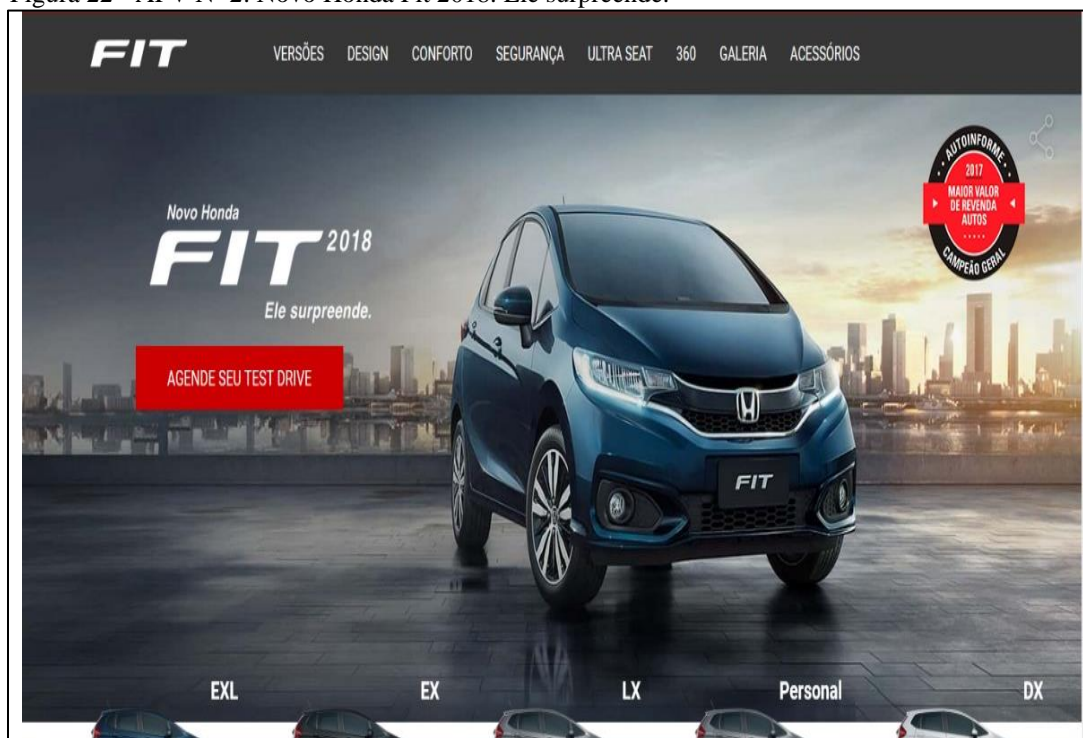 Figura 22 - APV Nº 2: Novo Honda Fit 2018. Ele surpreende.
FIT
VERSÕES DESIGN CONFORTO SEGURANÇA ULTRA SEAT 360 GALERIA ACESSÓRIOS
AUTOINFORME
2017
MAIOR VALOR
DE REVENDA
AUTOS
CAMPEÃO GERAL
Novo Honda
FIT 2018
Ele surpreende.
AGENDE SEU TEST DRIVE
FIT
EXL EX LX Personal DX